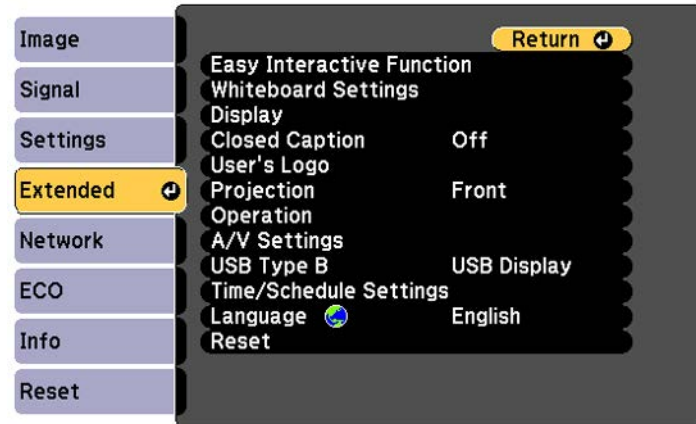 Image
Signal
Settings
Extended
Network
ECO
Info
Reset
Return
Easy Interactive Function
Whiteboard Settings
Display
Closed Caption Off
User's Logo
Projection Front
Operation
A/V Settings
USB Type B USB Display
Time/Schedule Settings
Language English
Reset